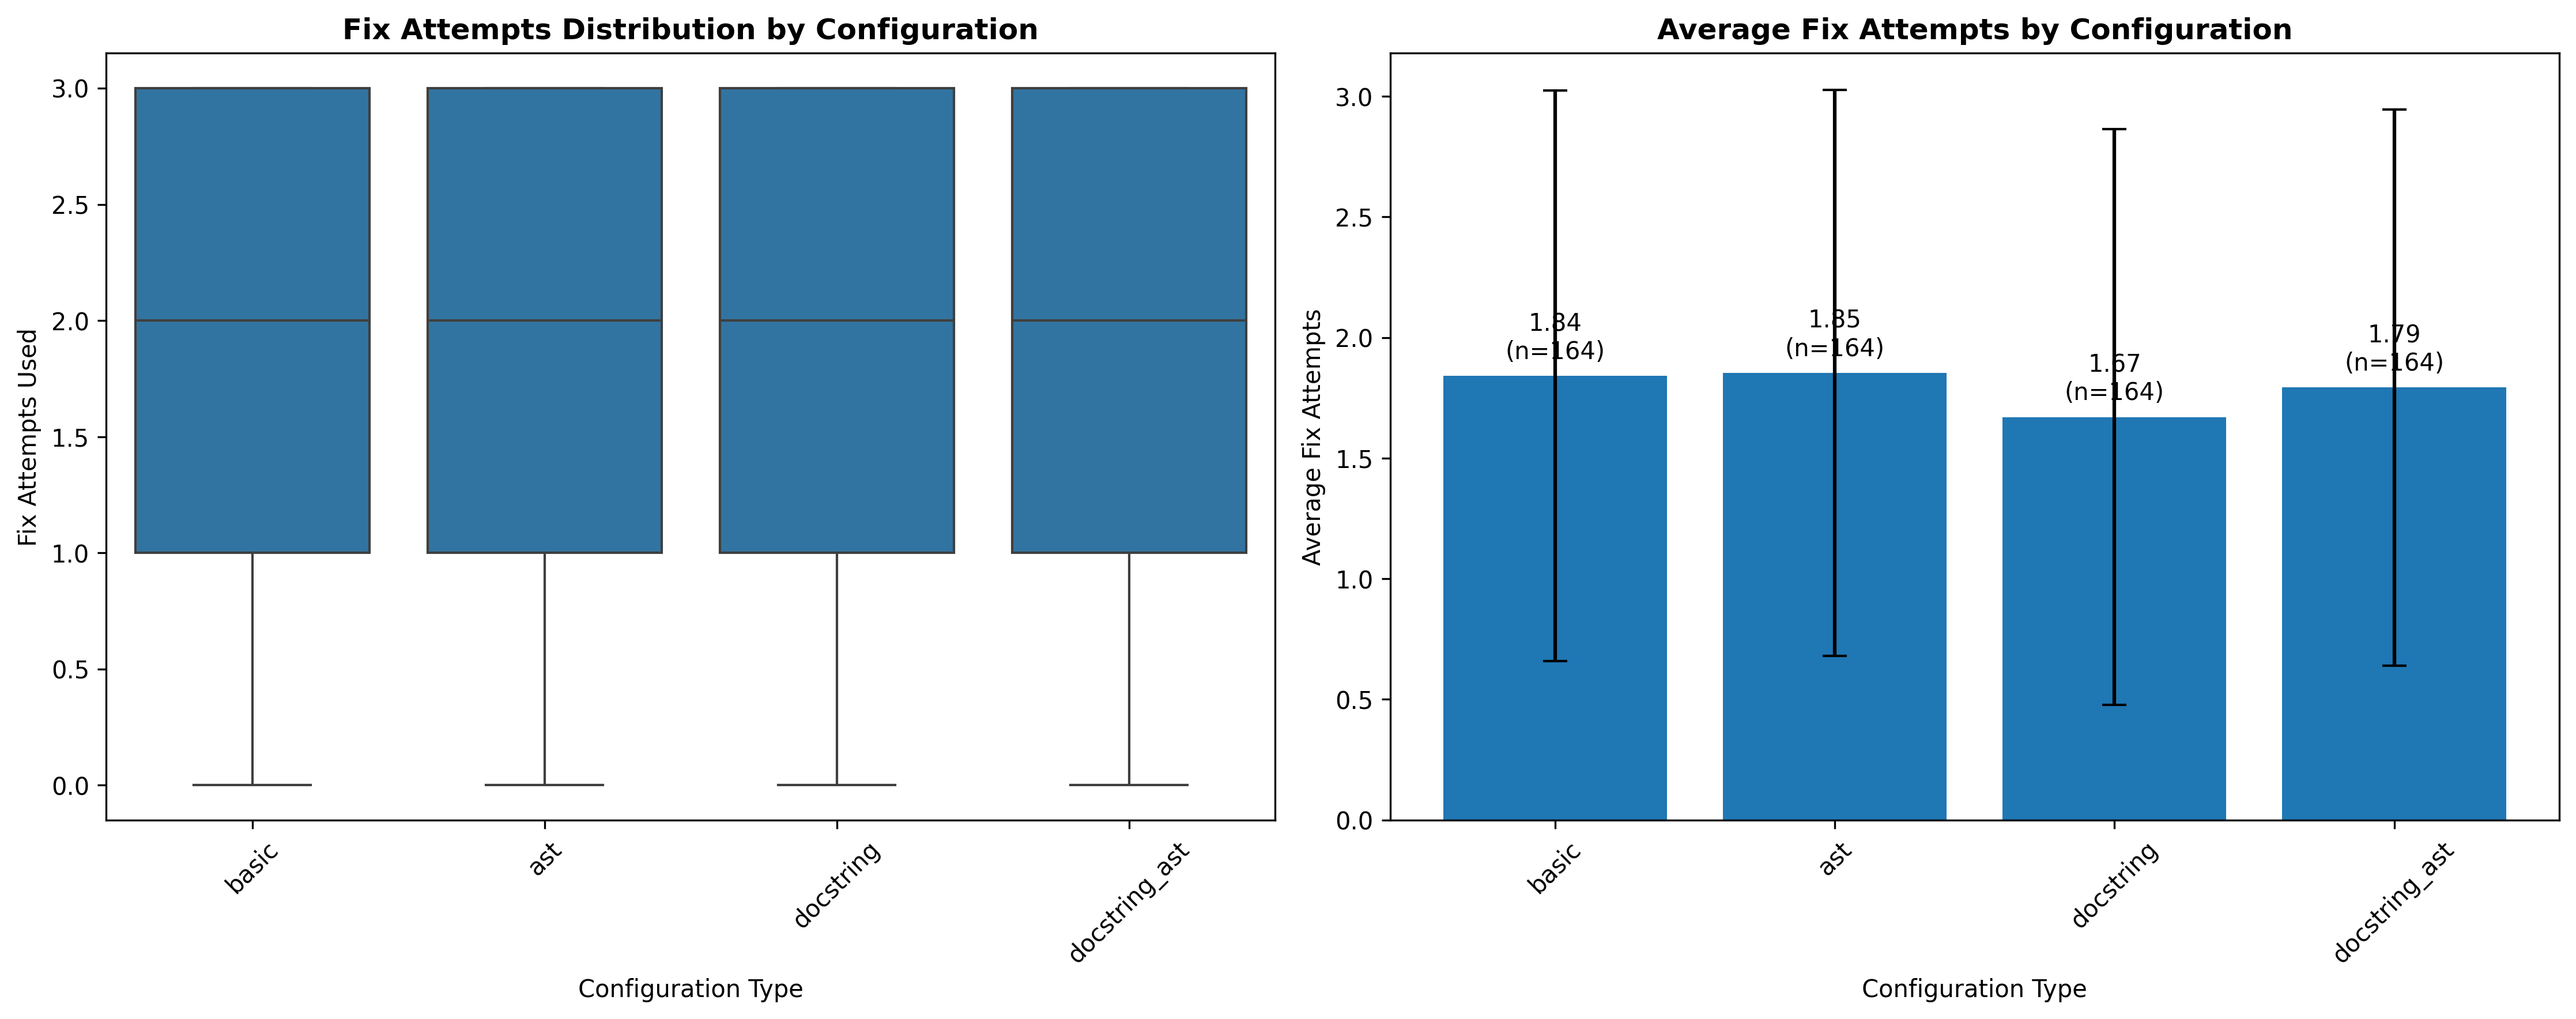 Fix Attempts Distribution by Configuration
Fix Attempts Used
3.0
2.5
2.0
1.5
1.0
0.5
0.0
basic
ast
docstring
docstring_ast
Configuration Type
Average Fix Attempts by Configuration
Average Fix Attempts
3.0
2.5
2.0
1.5
1.0
0.5
0.0
1.84
(n=164)
1.85
(n=164)
1.67
(n=164)
1.79
(n=164)
basic
ast
docstring
docstring_ast
Configuration Type